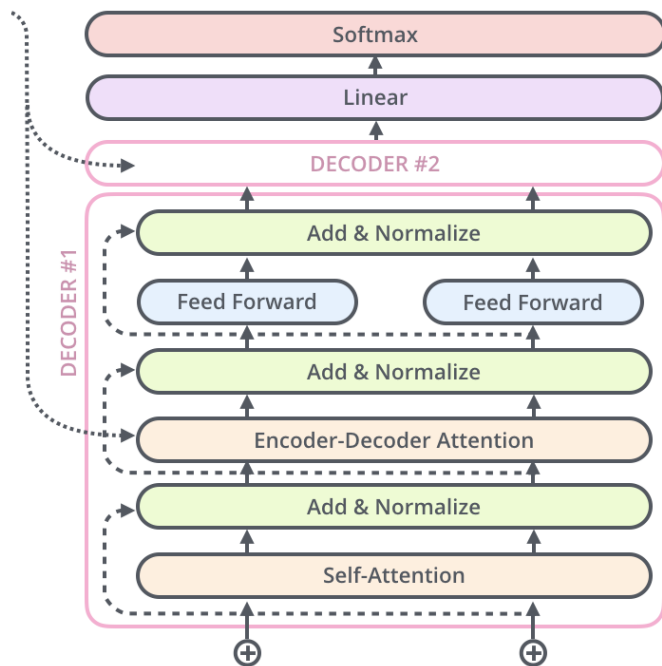 Softmax
Linear
DECODER #2
DECODER #1
Add & Normalize
Feed Forward
Feed Forward
Add & Normalize
Encoder-Decoder Attention
Add & Normalize
Self-Attention